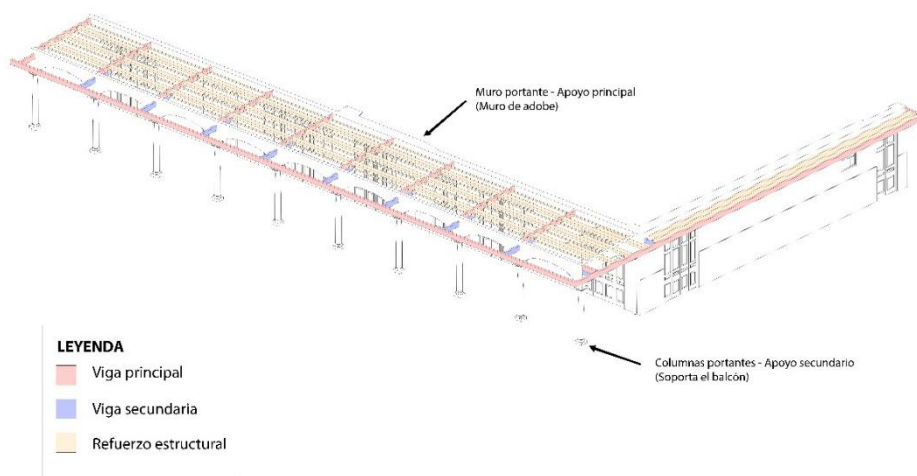 Muro portante - Apoyo principal
(Muro de adobe)
Columnas portantes - Apoyo secundario
(Soporta el balcón)
LEYENDA
Viga principal
Viga secundaria
Refuerzo estructural